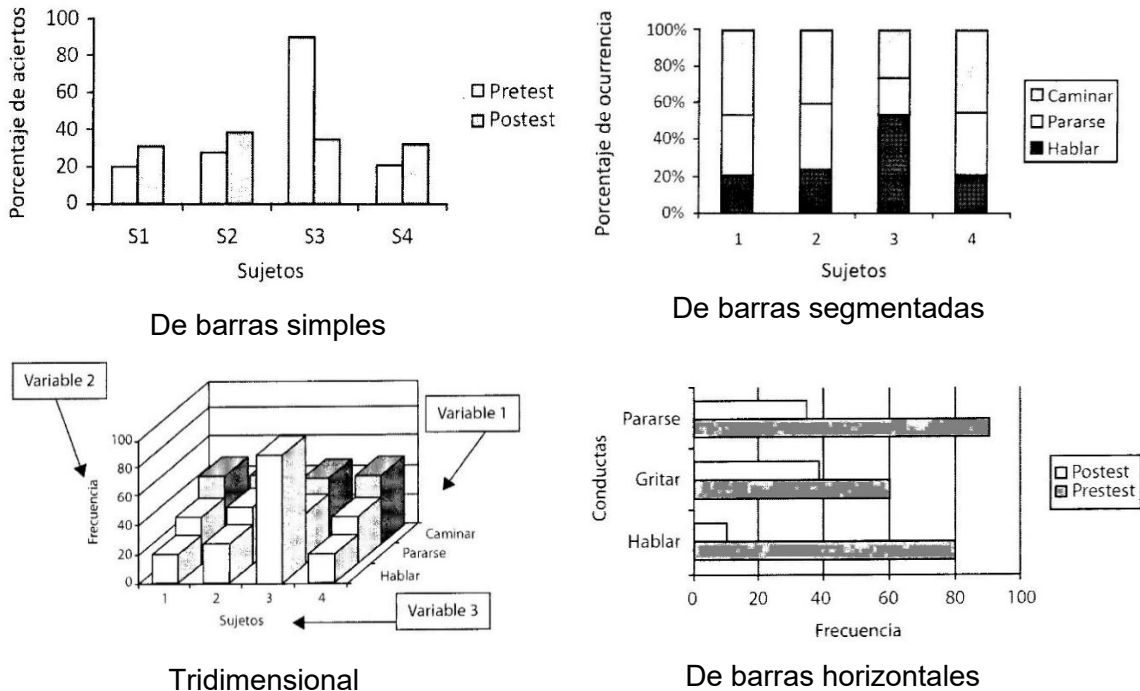 Porcentaje de aciertos
100
80
60
40
20
0
S1 S2 S3 S4
Sujetos
Pretest
Postest
De barras simples
Porcentaje de ocurrencia
100%
80%
60%
40%
20%
0%
1 2 3 4
Sujetos
Caminar
Pararse
Hablar
De barras segmentadas
Variable 2
Variable 1
Frecuencia
100
80
60
40
20
0
1 2 3 4
Sujetos
Caminar
Pararse
Hablar
Variable 3
Tridimensional
Conductas
Pararse
Gritar
Hablar
0 20 40 60 80 100
Frecuencia
Postest
Prestest
De barras horizontales